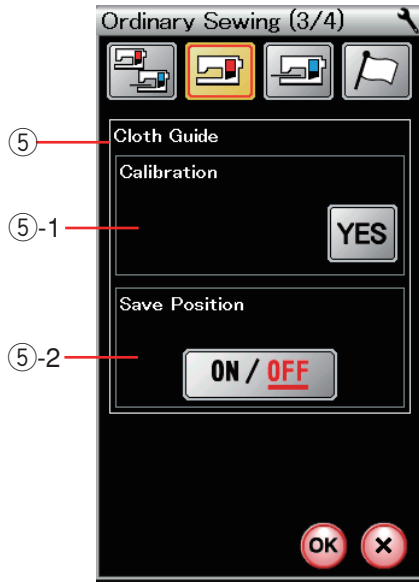 Ordinary Sewing (3/4)
⑤
Cloth Guide
Calibration
⑤-1
YES
Save Position
⑤-2
ON / OFF
OK